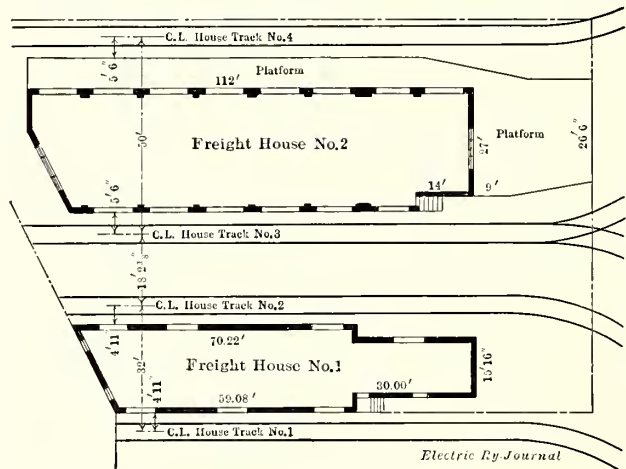 C.L. House Track No.4
5'6"
Platform
112'
50'
Freight House No.2
27'
Platform
26'6"
5'6"
14'
9'
C.L. House Track No.3
C.L. House Track No.2
4'11"
70.22'
32'
Freight House No.1
15'16"
30.00'
4'11"
59.08'
C.L. House Track No.1
Electric Ry.Journal